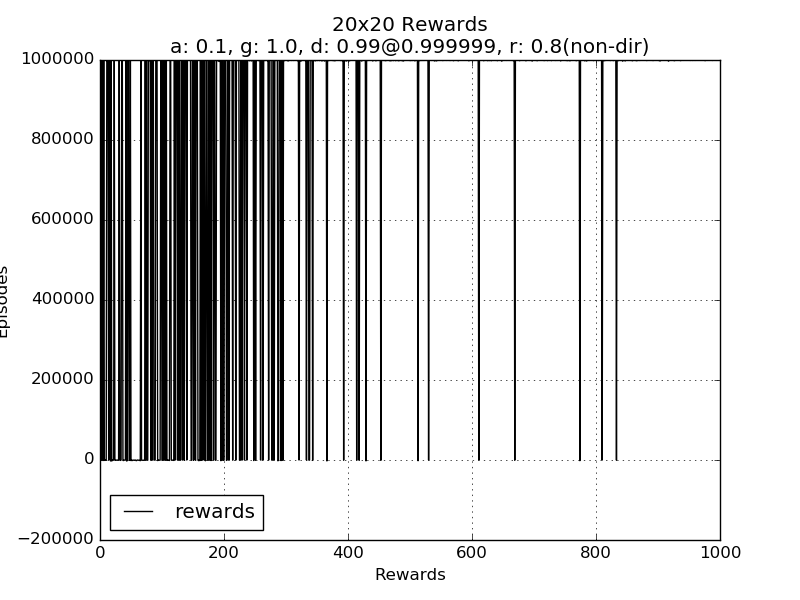 20x20 Rewards
a: 0.1, g: 1.0, d: 0.99@0.999999, r: 0.8(non-dir)
1000000
800000
600000
Episodes
400000
200000
0
rewards
−200000
0 200 400 600 800 1000
Rewards